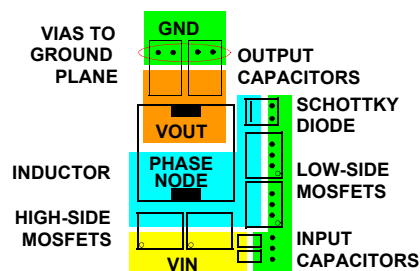 GND
VIAS TO
GROUND
PLANE
OUTPUT
CAPACITORS
SCHOTTKY
DIODE
VOUT
INDUCTOR
PHASE
NODE
LOW-SIDE
MOSFETS
HIGH-SIDE
MOSFETS
INPUT
CAPACITORS
VIN